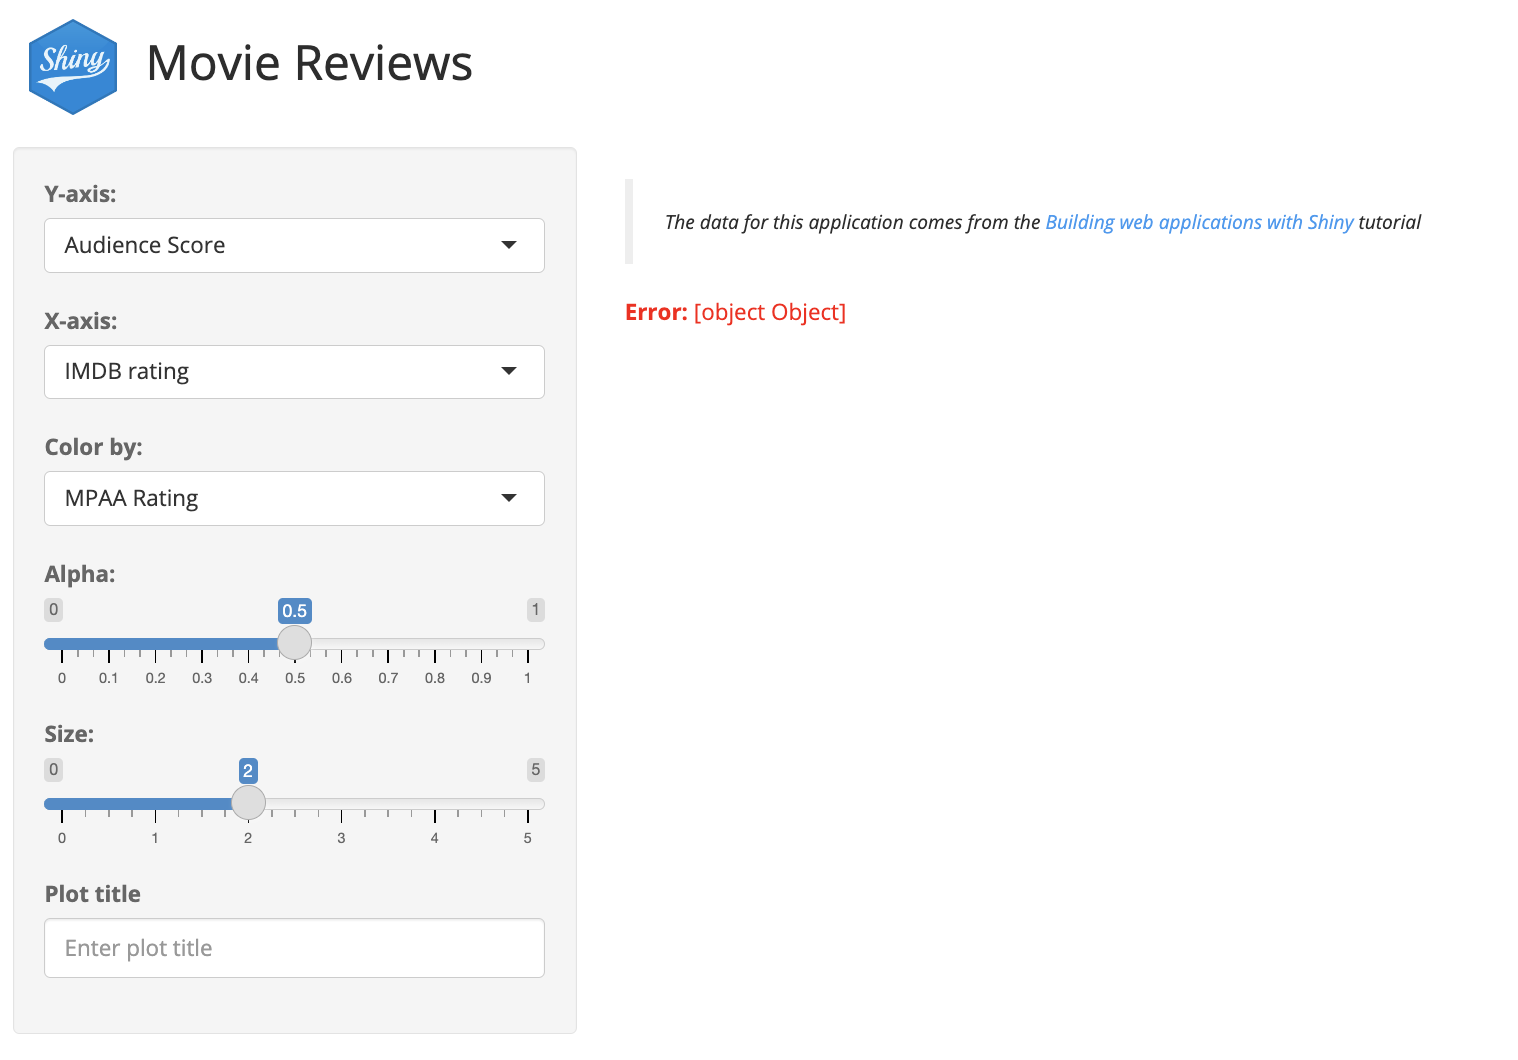 Shiny
Movie Reviews
Y-axis:
Audience Score
X-axis:
IMDB rating
Color by:
MPAA Rating
Alpha:
0 0.5 1
0 0.1 0.2 0.3 0.4 0.5 0.6 0.7 0.8 0.9 1
Size:
0 2 5
0 1 2 3 4 5
Plot title
Enter plot title
The data for this application comes from the Building web applications with Shiny tutorial
Error: [object Object]